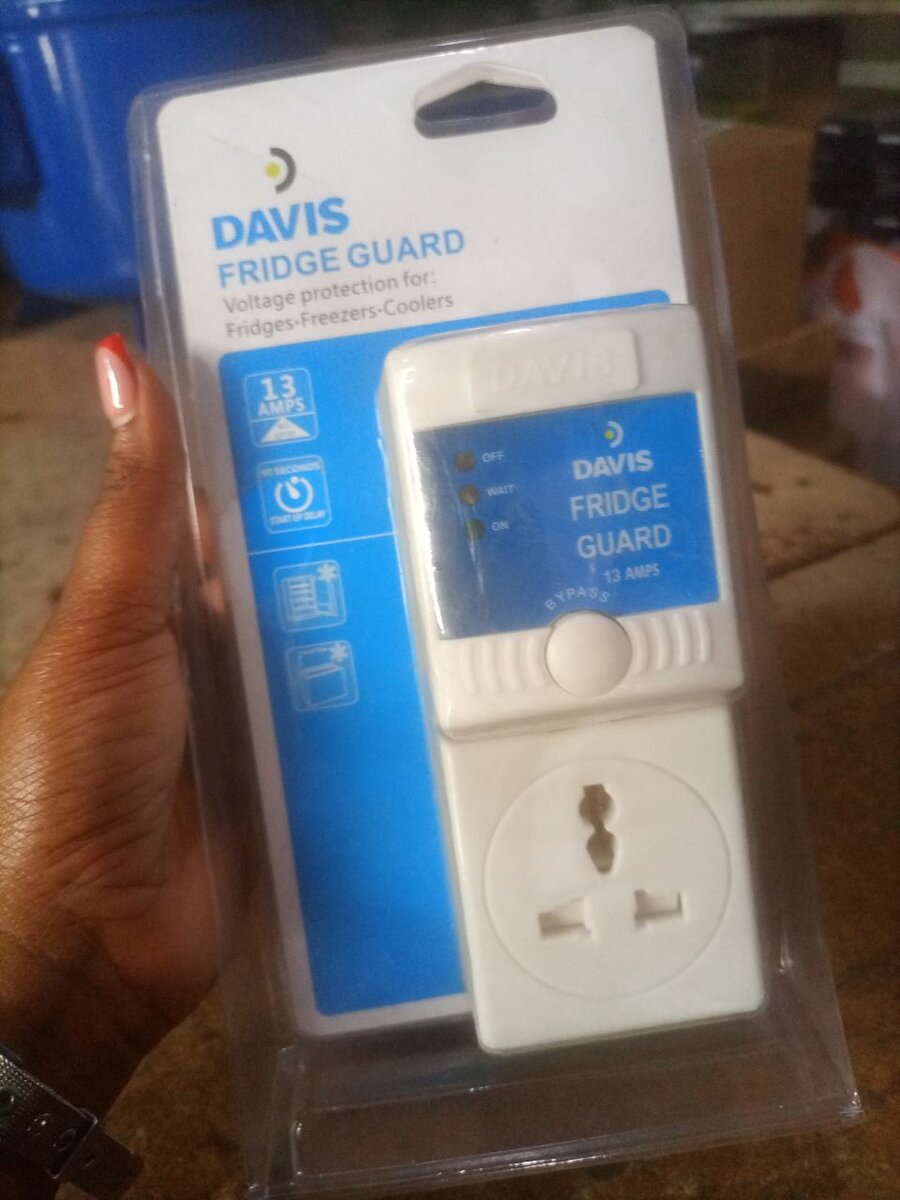 DAVIS
FRIDGE GUARD
Voltage protection for:
Fridges•Freezers•Coolers
13
AMPS
SECONDS
START UP DELAY
DAVIS
OFF
WAIT
ON
DAVIS
FRIDGE
GUARD
13 AMPS
BYPASS